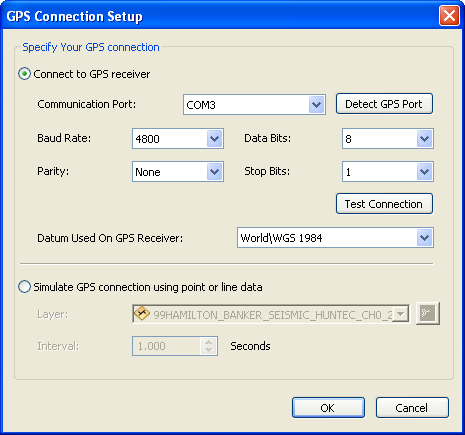 GPS Connection Setup
Specify Your GPS connection
Connect to GPS receiver
Communication Port: COM3 Detect GPS Port
Baud Rate: 4800 Data Bits: 8
Parity: None Stop Bits: 1
Test Connection
Datum Used On GPS Receiver: World\WGS 1984
Simulate GPS connection using point or line data
Layer: 99HAMILTON_BANKER_SEISMIC_HUNTEC_CH0_2
Interval: 1.000 Seconds
OK Cancel